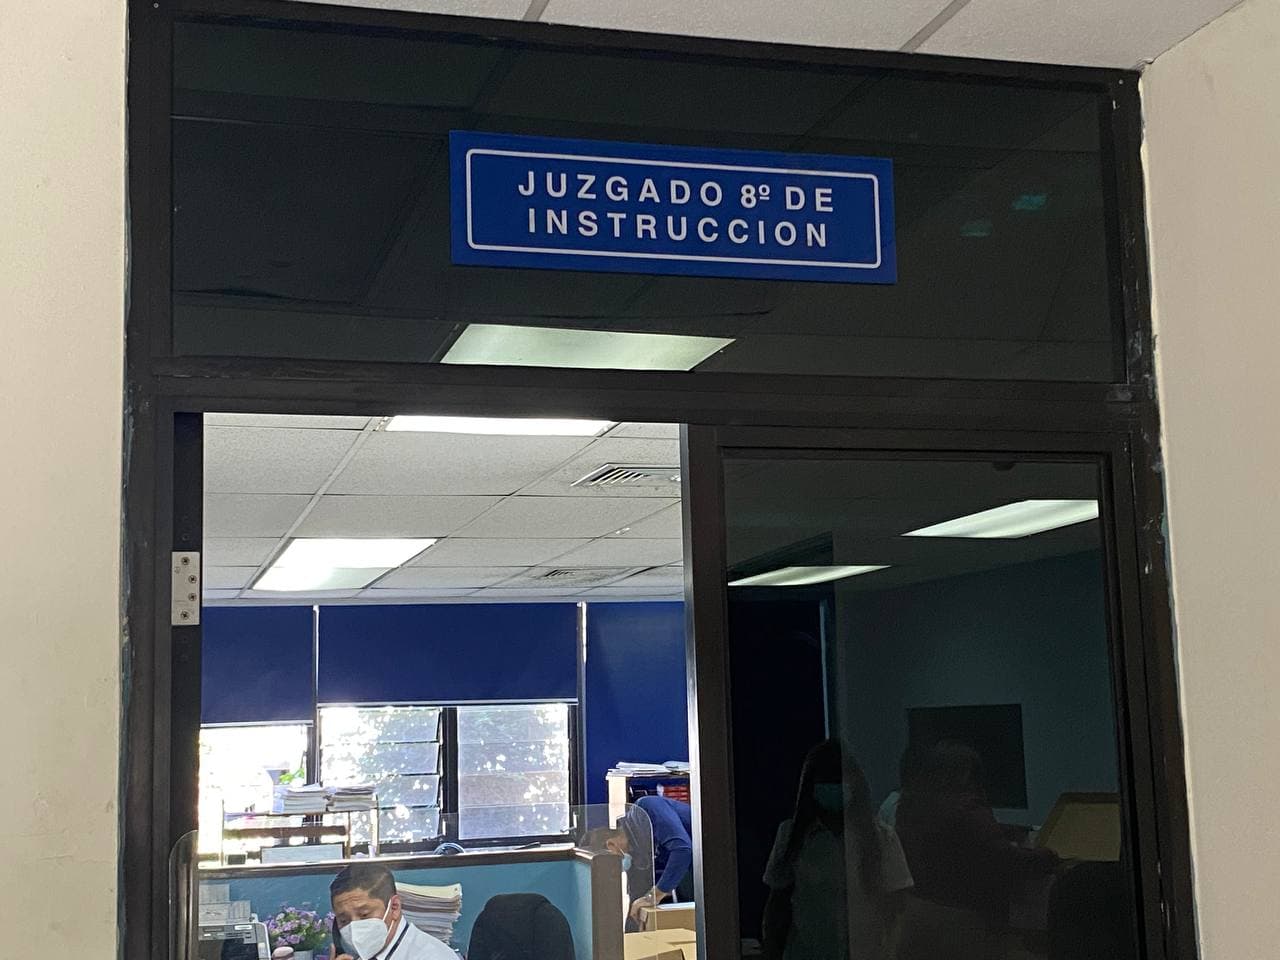 JUZGADO 8º DE
INSTRUCCION